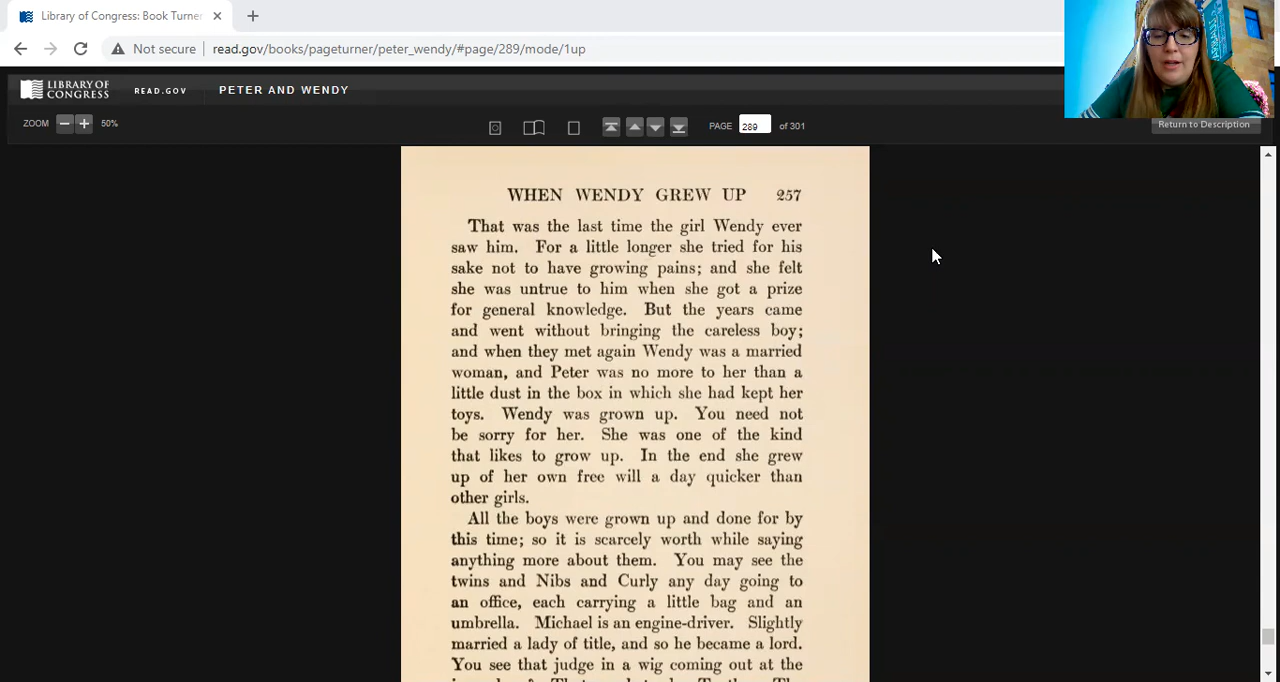 Library of Congress: Book Turner
Not secure
read.gov/books/pageturner/peter_wendy/#page/289/mode/1up
LIBRARY OF
CONGRESS
READ.GOV
PETER AND WENDY
ZOOM
50%
PAGE 289 of 301
Return to Description
WHEN WENDY GREW UP 257
That was the last time the girl Wendy ever
saw him. For a little longer she tried for his
sake not to have growing pains; and she felt
she was untrue to him when she got a prize
for general knowledge. But the years came
and went without bringing the careless boy;
and when they met again Wendy was a married
woman, and Peter was no more to her than a
little dust in the box in which she had kept her
toys. Wendy was grown up. You need not
be sorry for her. She was one of the kind
that likes to grow up. In the end she grew
up of her own free will a day quicker than
other girls.
All the boys were grown up and done for by
this time; so it is scarcely worth while saying
anything more about them. You may see the
twins and Nibs and Curly any day going to
an office, each carrying a little bag and an
umbrella. Michael is an engine-driver. Slightly
married a lady of title, and so he became a lord.
You see that judge in a wig coming out at the